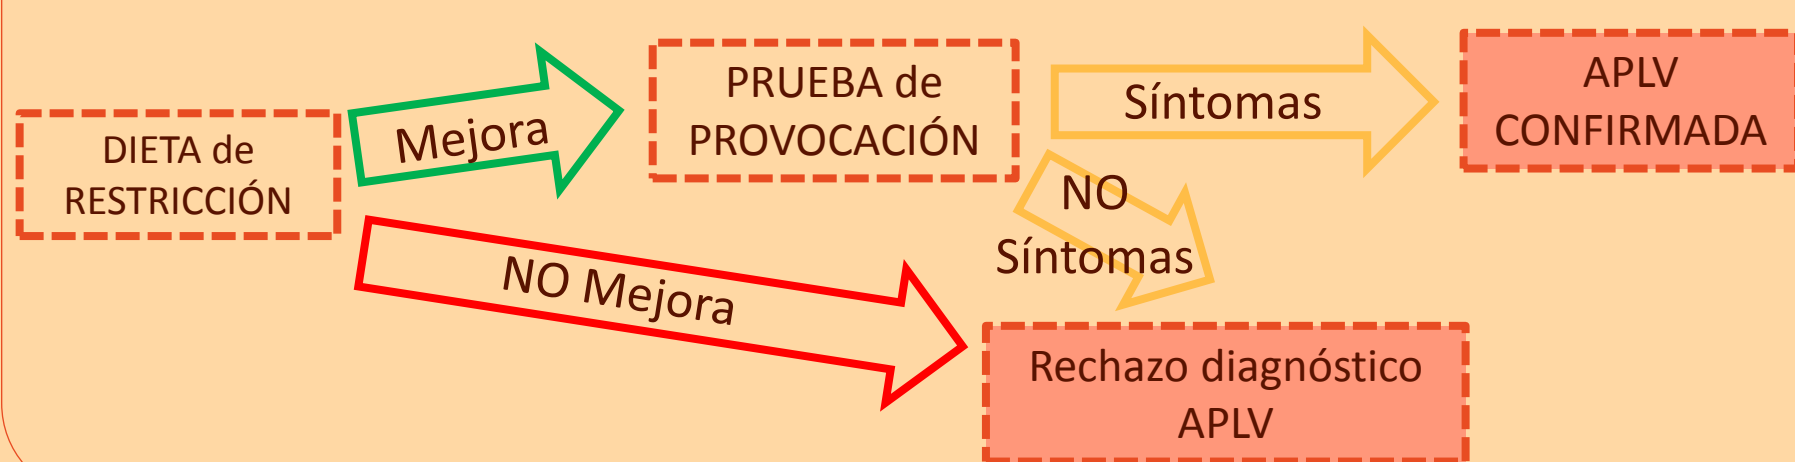 DIETA de
RESTRICCIÓN
Mejora
NO Mejora
PRUEBA de
PROVOCACIÓN
Síntomas
NO
Síntomas
APLV
CONFIRMADA
Rechazo diagnóstico
APLV